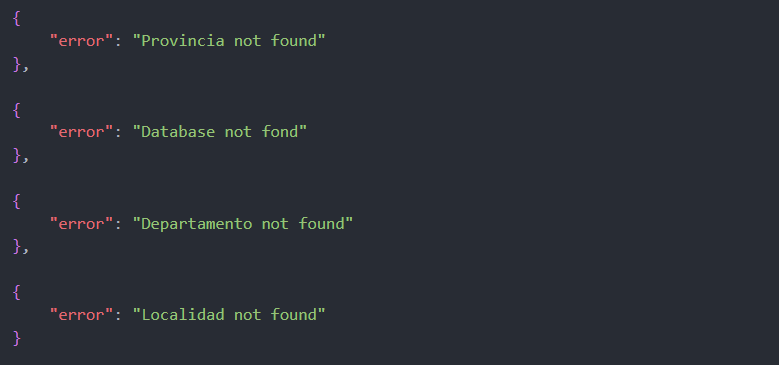 {
    "error": "Provincia not found"
},
{
    "error": "Database not fond"
},
{
    "error": "Departamento not found"
},
{
    "error": "Localidad not found"
}